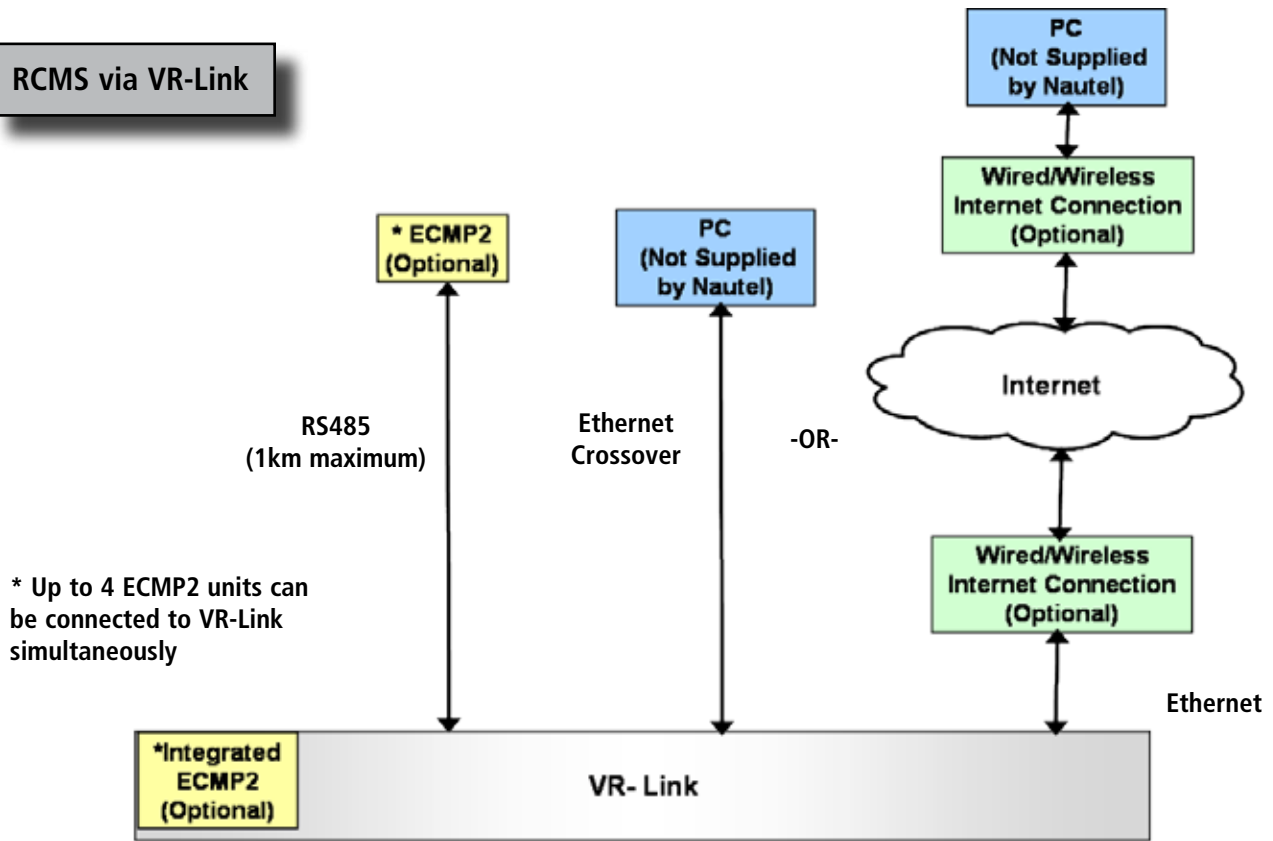 RCMS via VR-Link
PC
(Not Supplied
by Nautel)
Wired/Wireless
Internet Connection
(Optional)
* ECMP2
(Optional)
PC
(Not Supplied
by Nautel)
Internet
RS485
(1km maximum)
Ethernet
Crossover
-OR-
Wired/Wireless
Internet Connection
(Optional)
* Up to 4 ECMP2 units can
be connected to VR-Link
simultaneously
Ethernet
*Integrated
ECMP2
(Optional)
VR- Link